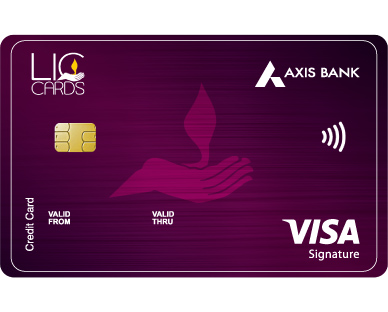 LIC
CARDS
AXIS BANK
VALID
FROM
VALID
THRU
Credit Card
VISA
Signature